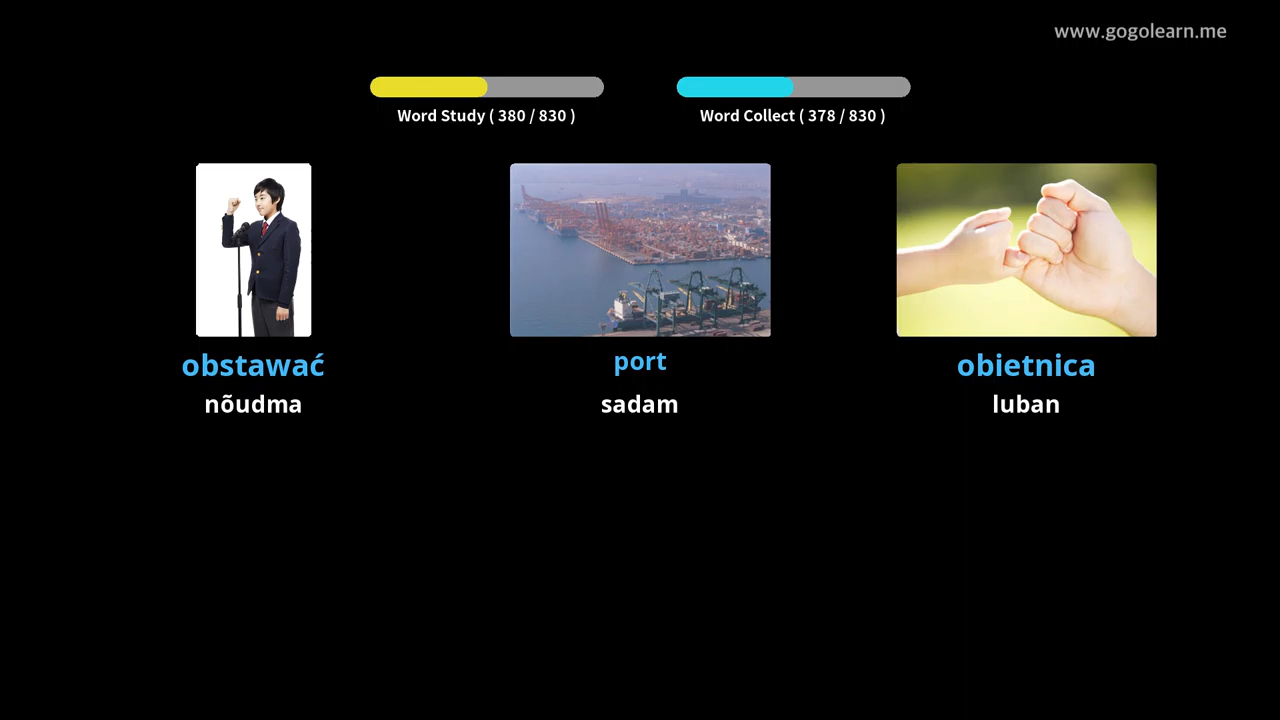 www.gogolearn.me
Word Study ( 380 / 830 )
Word Collect ( 378 / 830 )
obstawać
nõudma
port
sadam
obietnica
luban